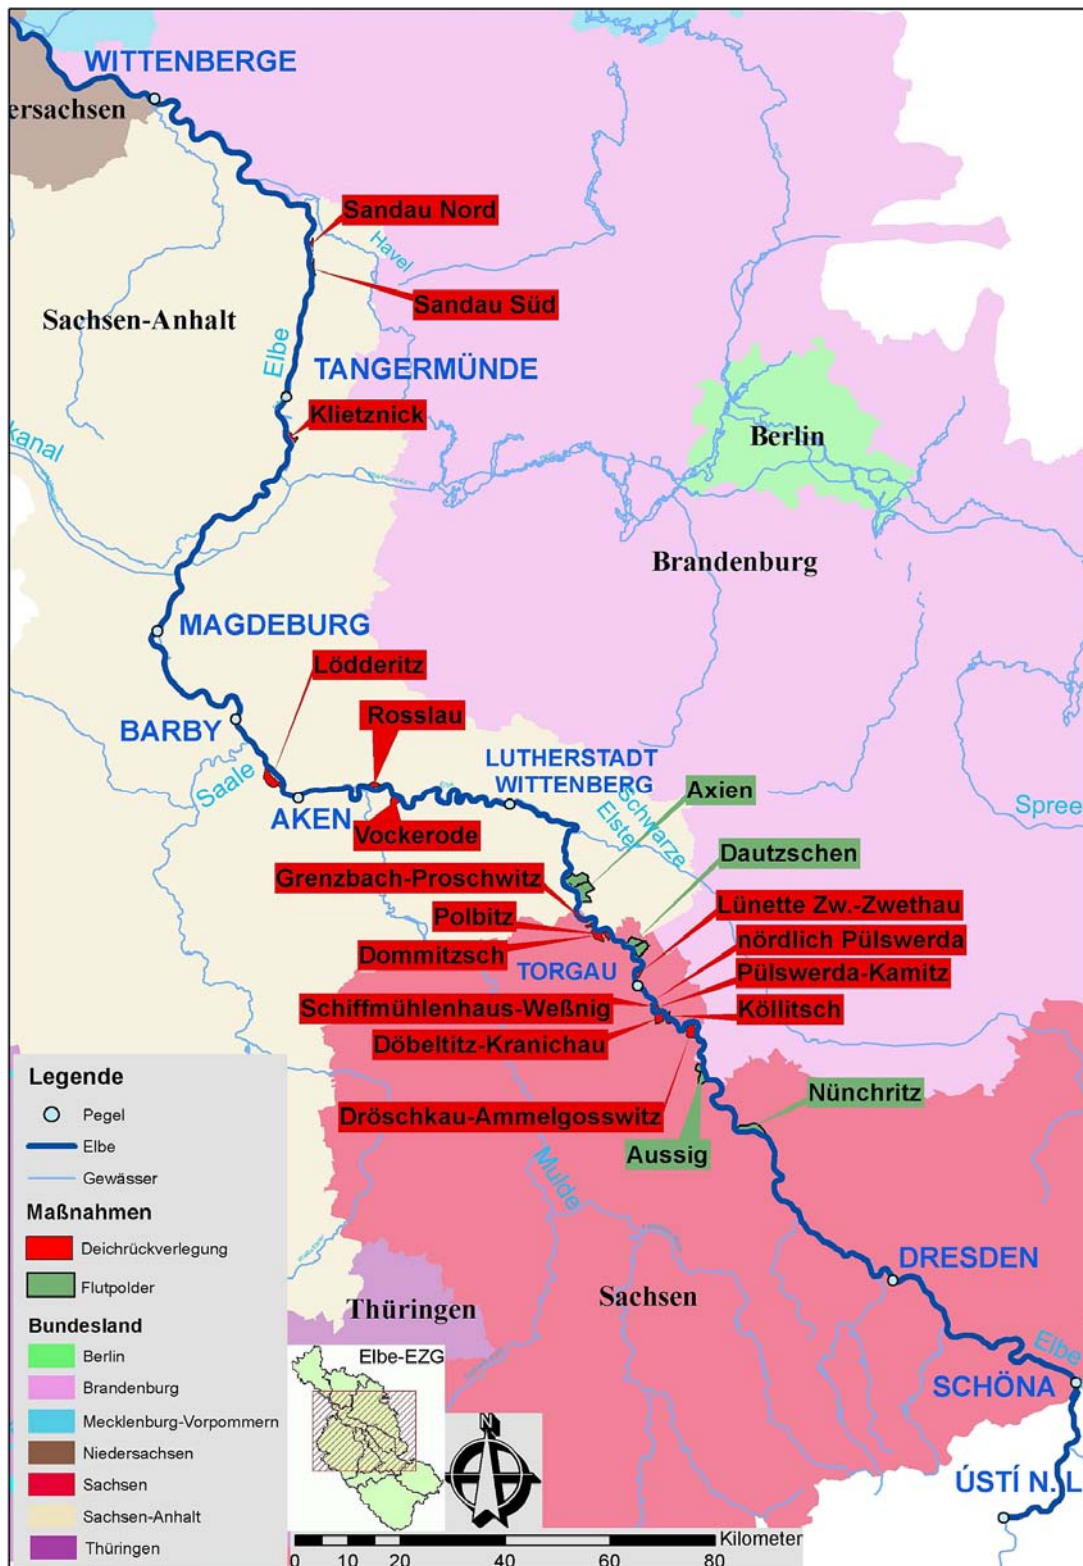 WITTENBERGE
ersachsen
Sandau Nord
Havel
Sandau Süd
Sachsen-Anhalt
Elbe
TANGERMÜNDE
Klietznick
kanal
Berlin
Brandenburg
MAGDEBURG
Lödderitz
Rosslau
BARBY
LUTHERSTADT
WITTENBERG
Saale
Axien
Schwarze
Elster
Spree
AKEN
Vockerode
Dautzschen
Grenzbach-Proschwitz
Lünette Zw.-Zwethau
Polbitz
nördlich Pülswerda
Dommitzsch
TORGAU
Pülswerda-Kamitz
Schiffmühlenhaus-Weßnig
Köllitsch
Döbeltitz-Kranichau
Nünchritz
Dröschkau-Ammelgosswitz
Aussig
Mulde
DRESDEN
Sachsen
Thüringen
Elbe
SCHÖNA
ÚSTÍ N. L
Legende
Pegel
Elbe
Gewässer
Maßnahmen
Deichrückverlegung
Flutpolder
Bundesland
Berlin
Brandenburg
Mecklenburg-Vorpommern
Niedersachsen
Sachsen
Sachsen-Anhalt
Thüringen
Elbe-EZG
N
Kilometer
0 10 20 40 60 80